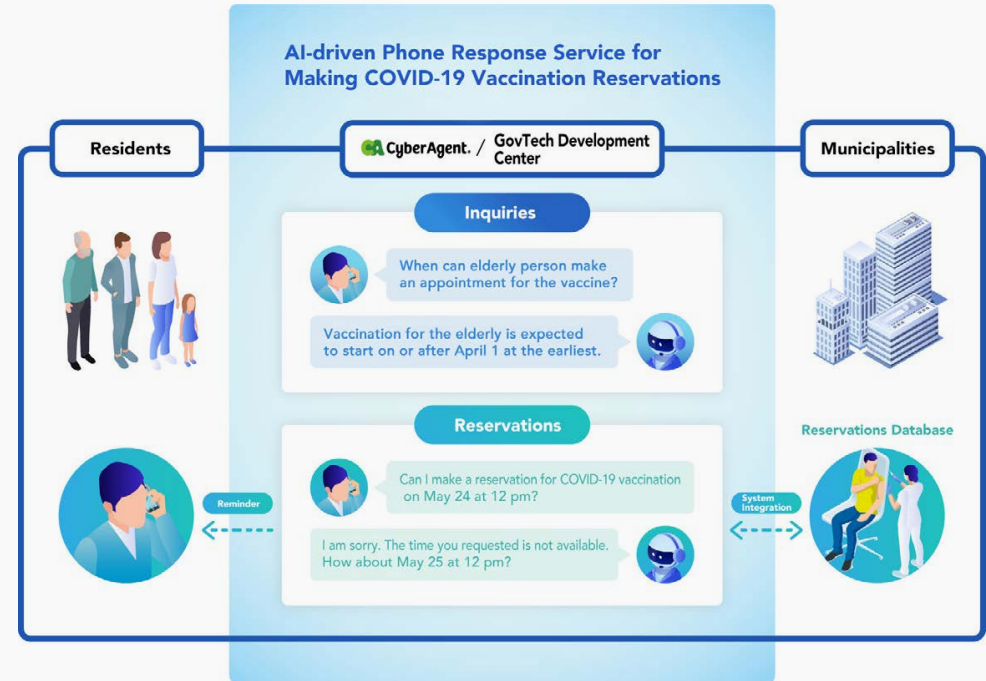 AI-driven Phone Response Service for
Making COVID-19 Vaccination Reservations
Residents
CA CyberAgent. / GovTech Development
Center
Municipalities
Inquiries
When can elderly person make
an appointment for the vaccine?
Vaccination for the elderly is expected
to start on or after April 1 at the earliest.
Reservations
Reservations Database
Can I make a reservation for COVID-19 vaccination
on May 24 at 12 pm?
Reminder
System
Integration
I am sorry. The time you requested is not available.
How about May 25 at 12 pm?